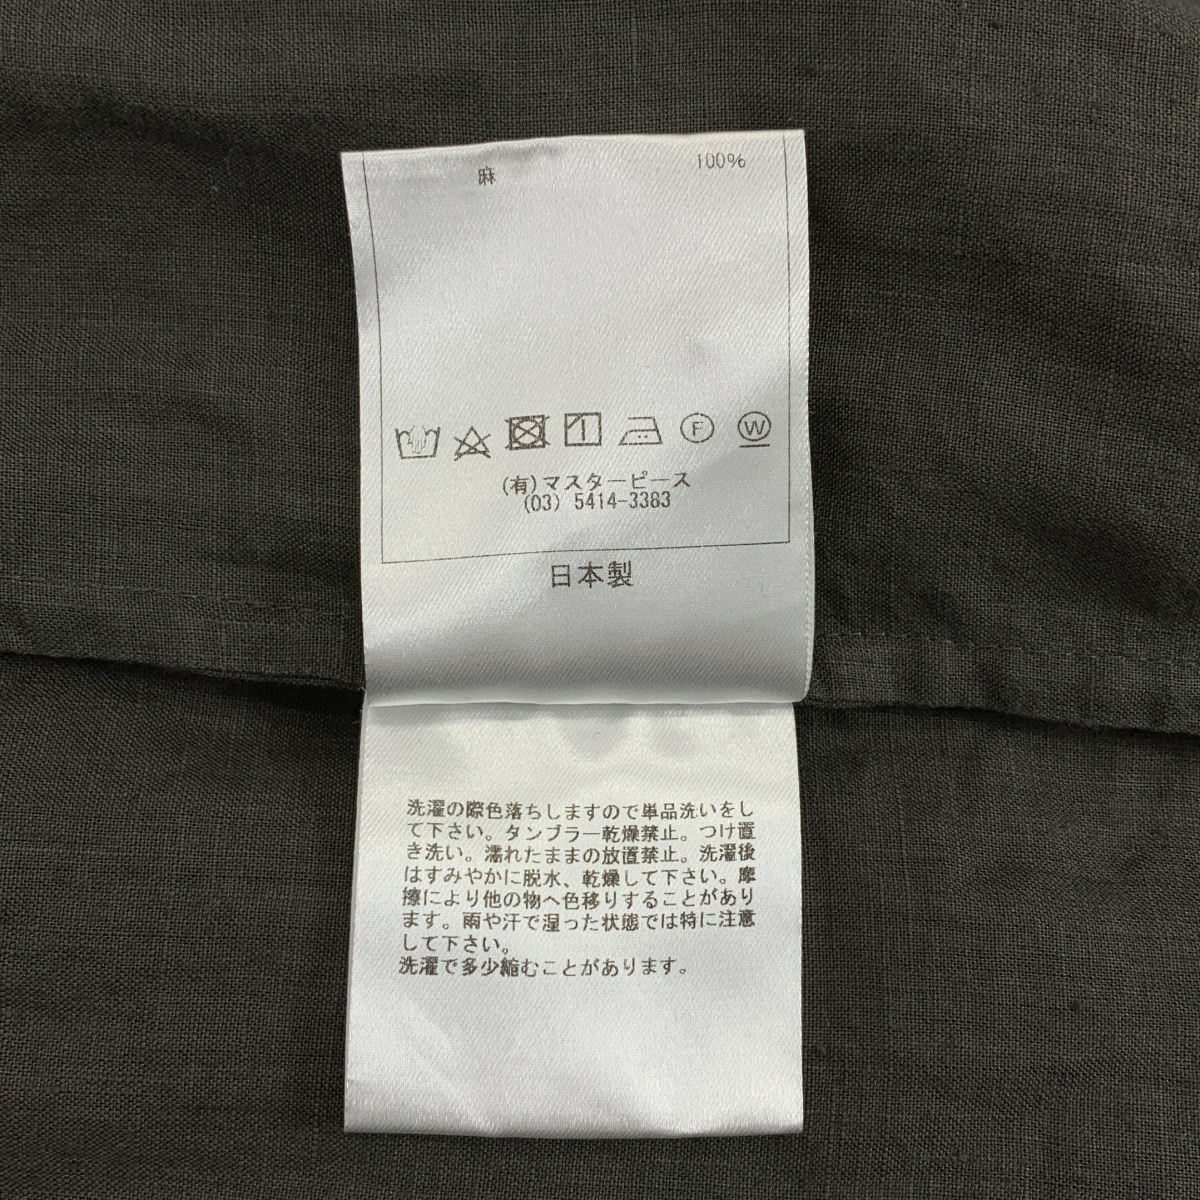 麻 100%
F W
(有)マスターピース
(03) 5414-3383
日本製
洗濯の際色落ちしますので単品洗いをし
て下さい。タンブラー乾燥禁止。つけ置
き洗い。濡れたままの放置禁止。洗濯後
はすみやかに脱水、乾燥して下さい。摩
擦により他の物へ色移りすることがあり
ます。雨や汗で湿った状態では特に注意
して下さい。
洗濯で多少縮むことがあります。